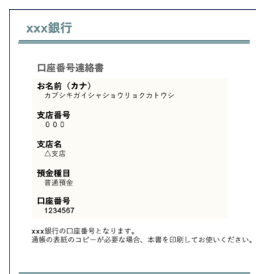 xxx銀行
口座番号連絡書
お名前（カナ）
カブシキガイシャショウリョクカトウシ
支店番号
０００
支店名
△支店
預金種目
普通預金
口座番号
1234567
xxx銀行の口座番号となります。
通帳の表紙のコピーが必要な場合、本書を印刷してお使いください。